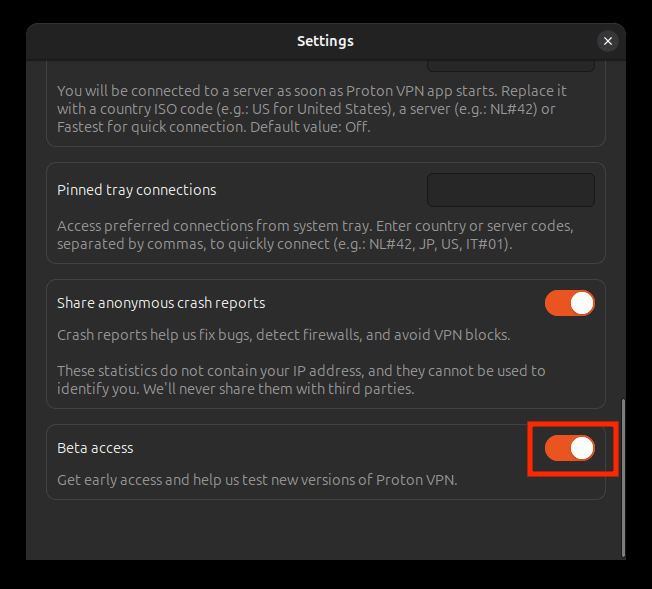 Settings
You will be connected to a server as soon as Proton VPN app starts. Replace it
with a country ISO code (e.g.: US for United States), a server (e.g.: NL#42) or
Fastest for quick connection. Default value: Off.
Pinned tray connections
Access preferred connections from system tray. Enter country or server codes,
separated by commas, to quickly connect (e.g.: NL#42, JP, US, IT#01).
Share anonymous crash reports
Crash reports help us fix bugs, detect firewalls, and avoid VPN blocks.
These statistics do not contain your IP address, and they cannot be used to
identify you. We'll never share them with third parties.
Beta access
Get early access and help us test new versions of Proton VPN.